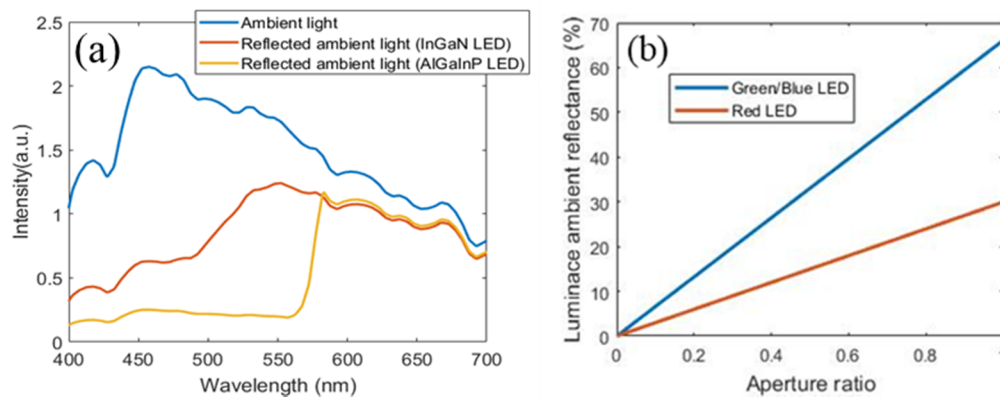 (a)
Ambient light
Reflected ambient light (InGaN LED)
Reflected ambient light (AlGaInP LED)
Intensity(a.u.)
2.5
2
1.5
1
0.5
0
400 450 500 550 600 650 700
Wavelength (nm)
(b)
Green/Blue LED
Red LED
Luminace ambient reflectance (%)
70
60
50
40
30
20
10
0
0 0.2 0.4 0.6 0.8
Aperture ratio